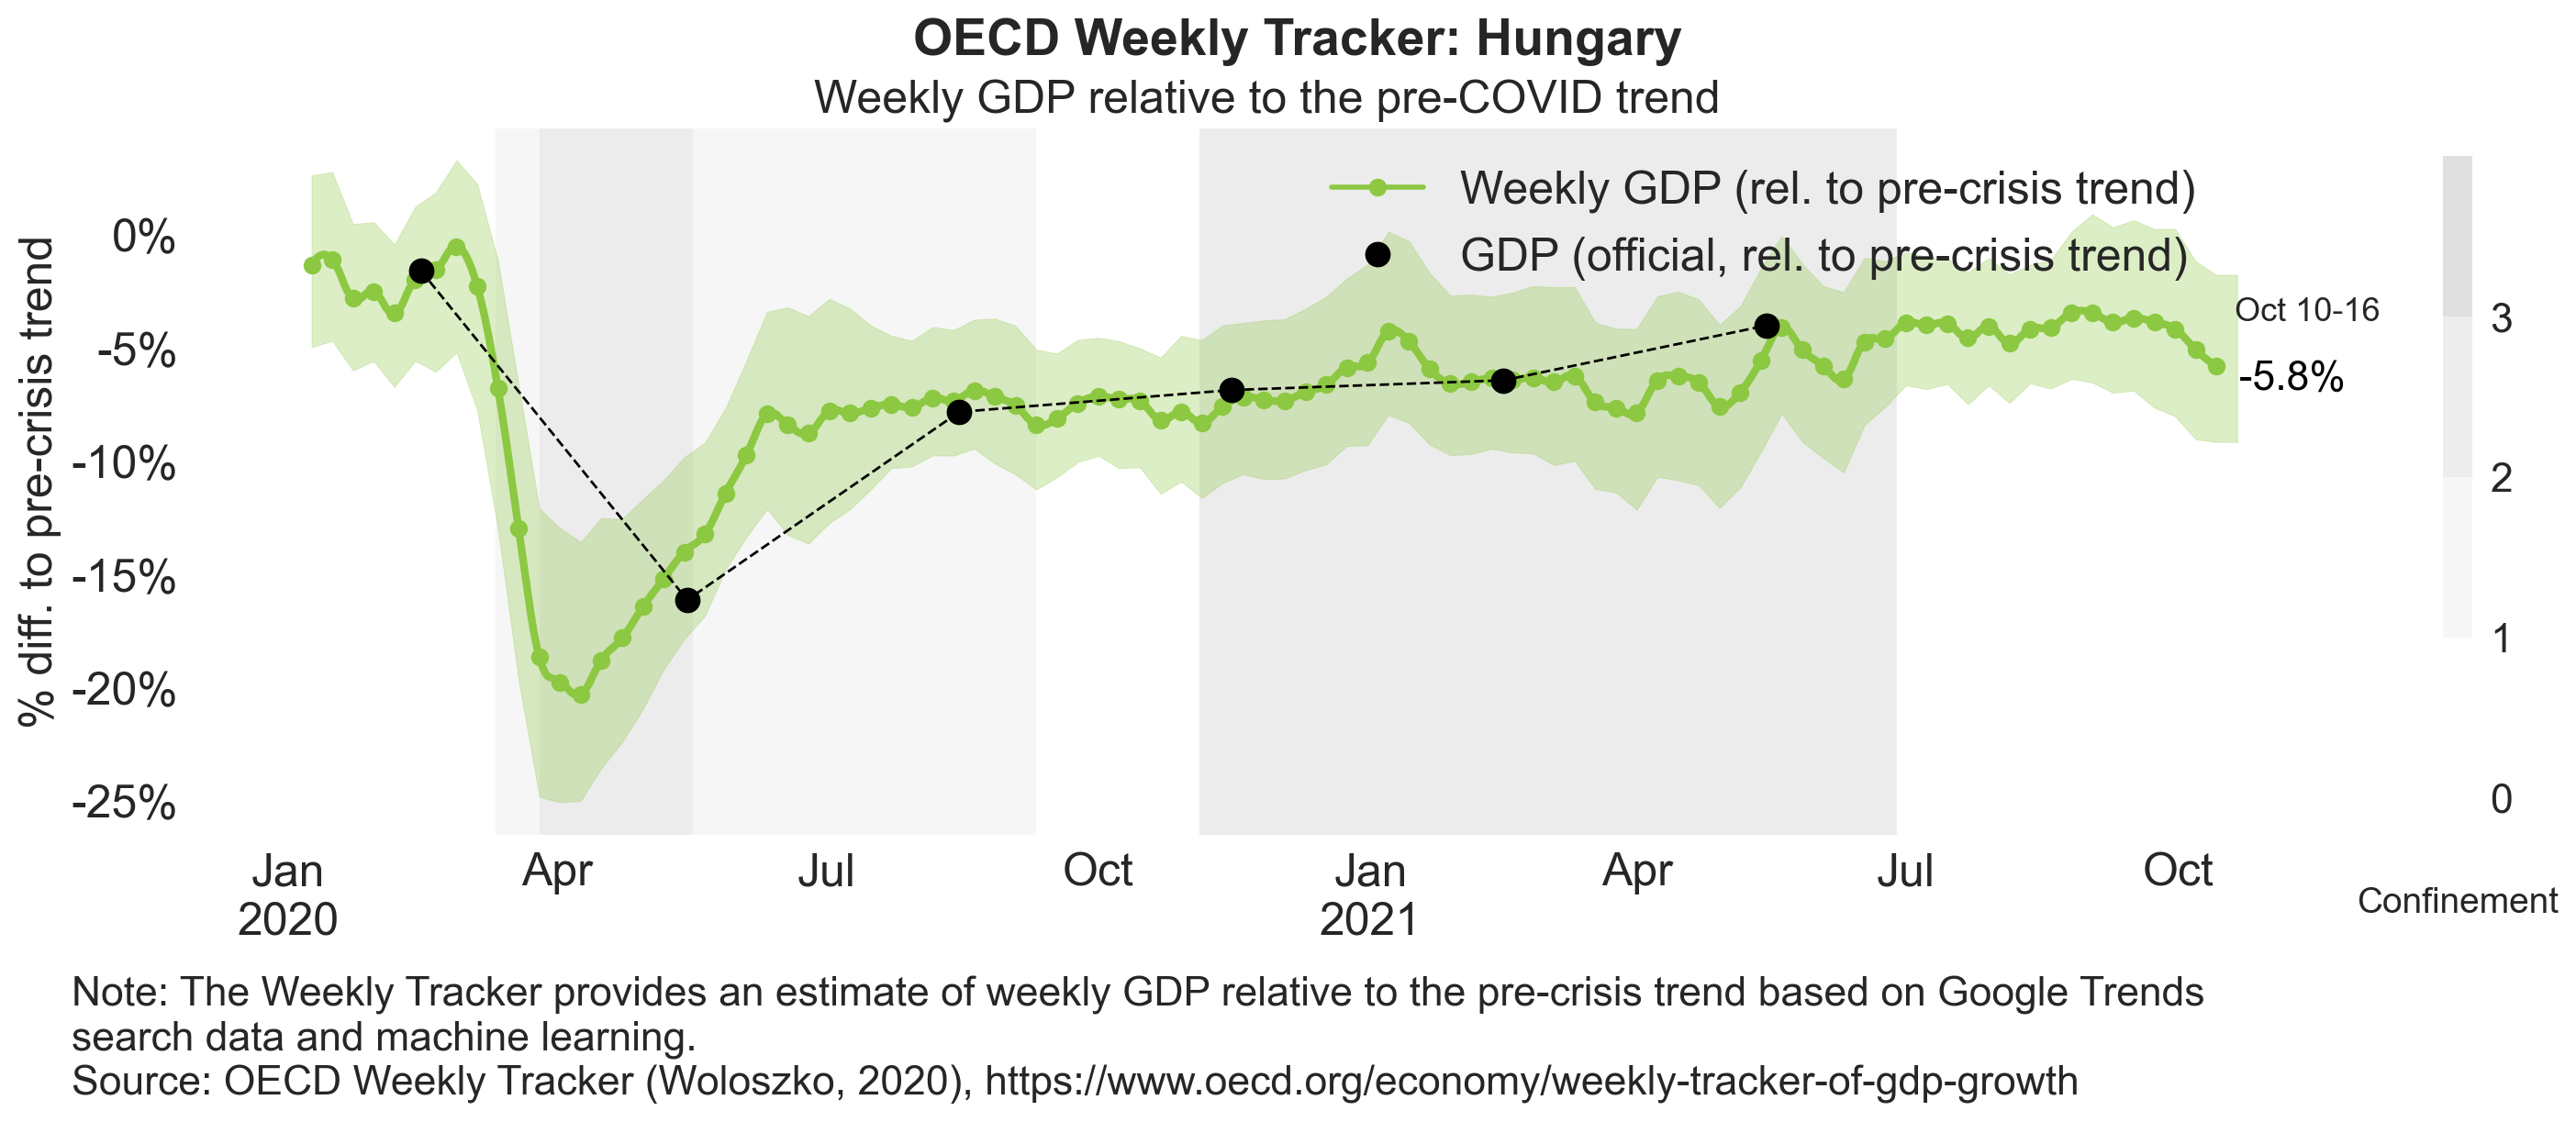 OECD Weekly Tracker: Hungary
Weekly GDP relative to the pre-COVID trend
Weekly GDP (rel. to pre-crisis trend)
GDP (official, rel. to pre-crisis trend)
% diff. to pre-crisis trend
0%
-5%
-10%
-15%
-20%
-25%
Oct 10-16
-5.8%
3
2
1
0
Confinement
Jan
2020
Apr
Jul
Oct
Jan
2021
Apr
Jul
Oct
Note: The Weekly Tracker provides an estimate of weekly GDP relative to the pre-crisis trend based on Google Trends
search data and machine learning.
Source: OECD Weekly Tracker (Woloszko, 2020), https://www.oecd.org/economy/weekly-tracker-of-gdp-growth